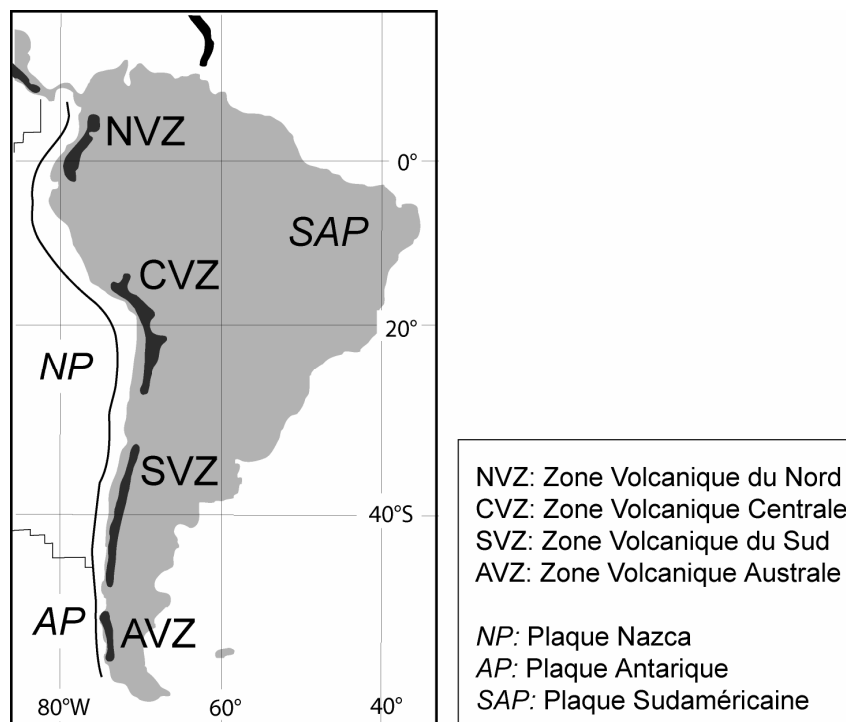 NVZ
0°
SAP
CVZ
20°
NP
SVZ
40°S
AP
AVZ
80°W
60°
40°
NVZ: Zone Volcanique du Nord
CVZ: Zone Volcanique Centrale
SVZ: Zone Volcanique du Sud
AVZ: Zone Volcanique Australe
NP: Plaque Nazca
AP: Plaque Antarique
SAP: Plaque Sudaméricaine